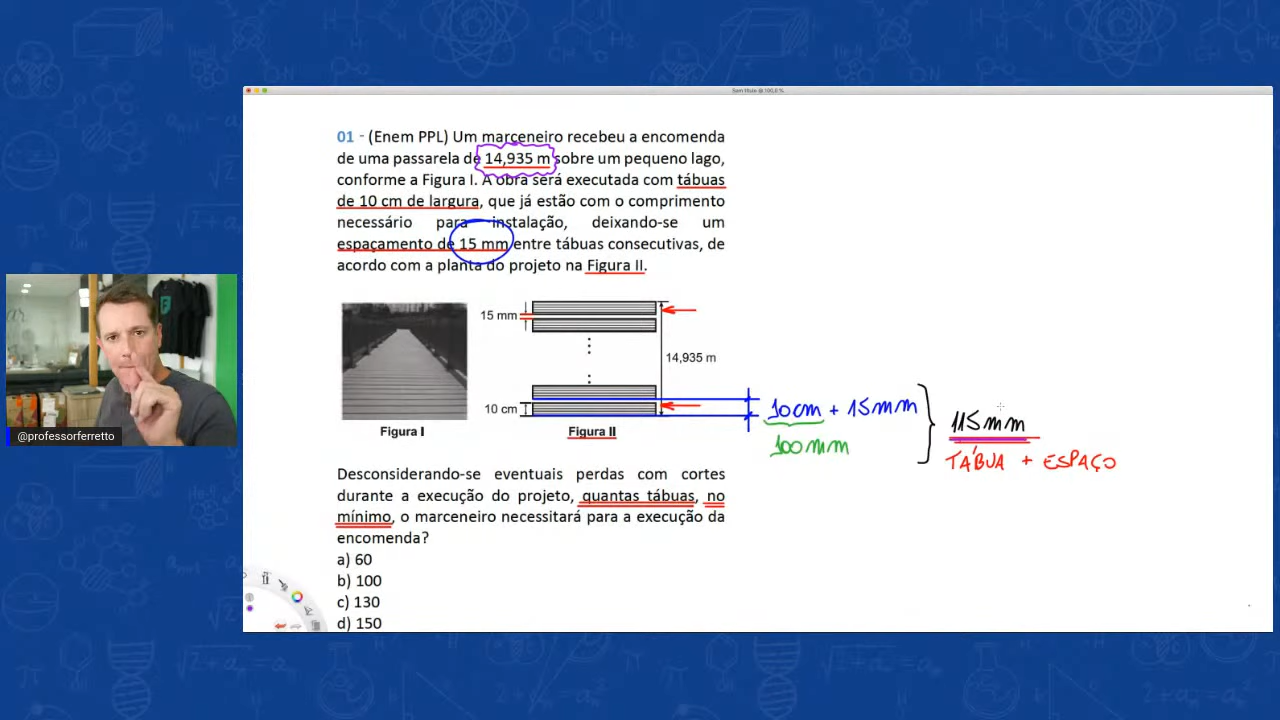 Sem título @ 100,0 %
01 - (Enem PPL) Um marceneiro recebeu a encomenda
de uma passarela de 14,935 m sobre um pequeno lago,
conforme a Figura I. A obra será executada com tábuas
de 10 cm de largura, que já estão com o comprimento
necessário para instalação, deixando-se um
espaçamento de 15 mm entre tábuas consecutivas, de
acordo com a planta do projeto na Figura II.
15 mm
14,935 m
10 cm
Figura I
Figura II
10cm + 15mm
100mm
115mm
TÁBUA + ESPAÇO
@professorferretto
Desconsiderando-se eventuais perdas com cortes
durante a execução do projeto, quantas tábuas, no
mínimo, o marceneiro necessitará para a execução da
encomenda?
a) 60
b) 100
c) 130
d) 150